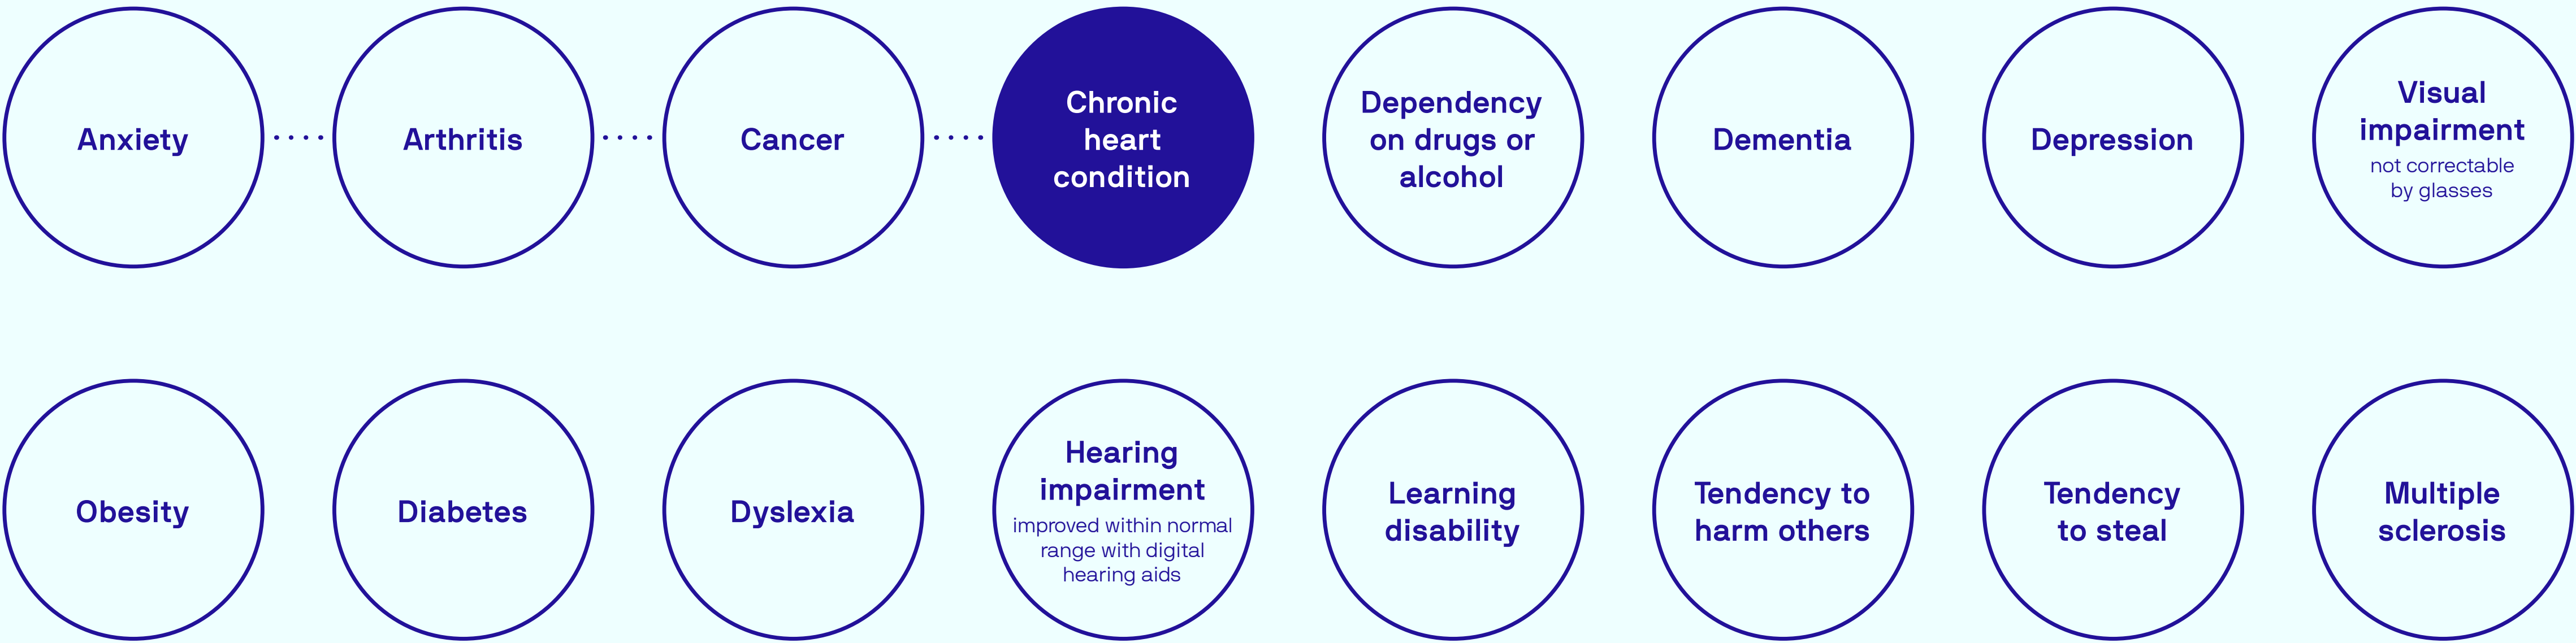 Anxiety
Arthritis
Cancer
Chronic
heart
condition
Dependency
on drugs or
alcohol
Dementia
Depression
Visual
impairment
not correctable
by glasses
Obesity
Diabetes
Dyslexia
Hearing
impairment
improved within normal
range with digital
hearing aids
Learning
disability
Tendency to
harm others
Tendency
to steal
Multiple
sclerosis